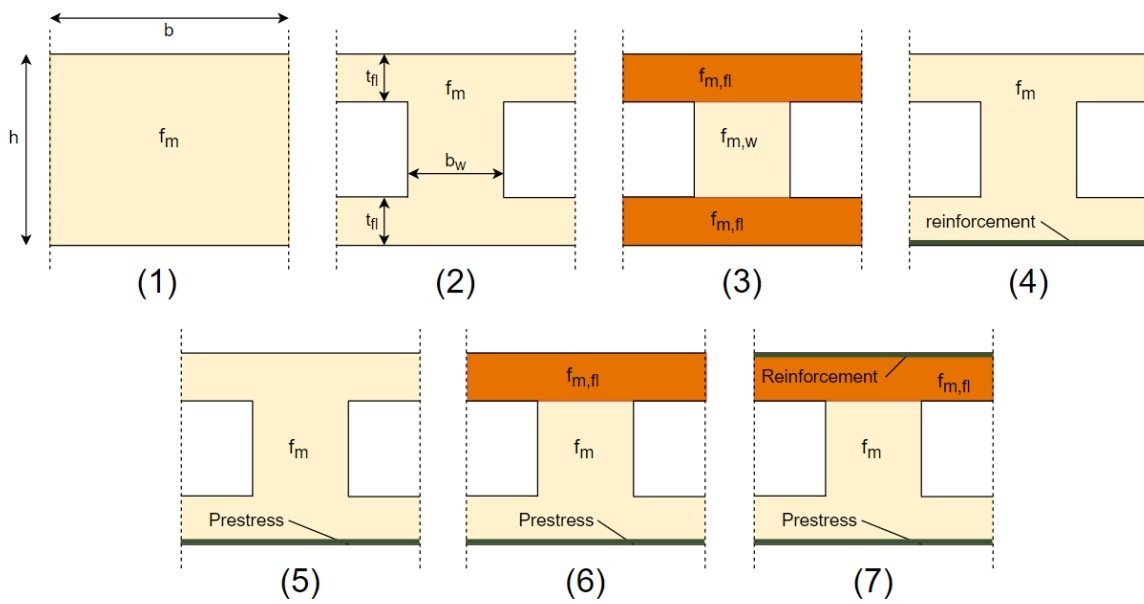 b
h
f_m
(1)
t_fl
f_m
b_w
t_fl
(2)
f_m,fl
f_m,w
f_m,fl
(3)
f_m
reinforcement
(4)
f_m
Prestress
(5)
f_m,fl
f_m
Prestress
(6)
Reinforcement
f_m,fl
f_m
Prestress
(7)